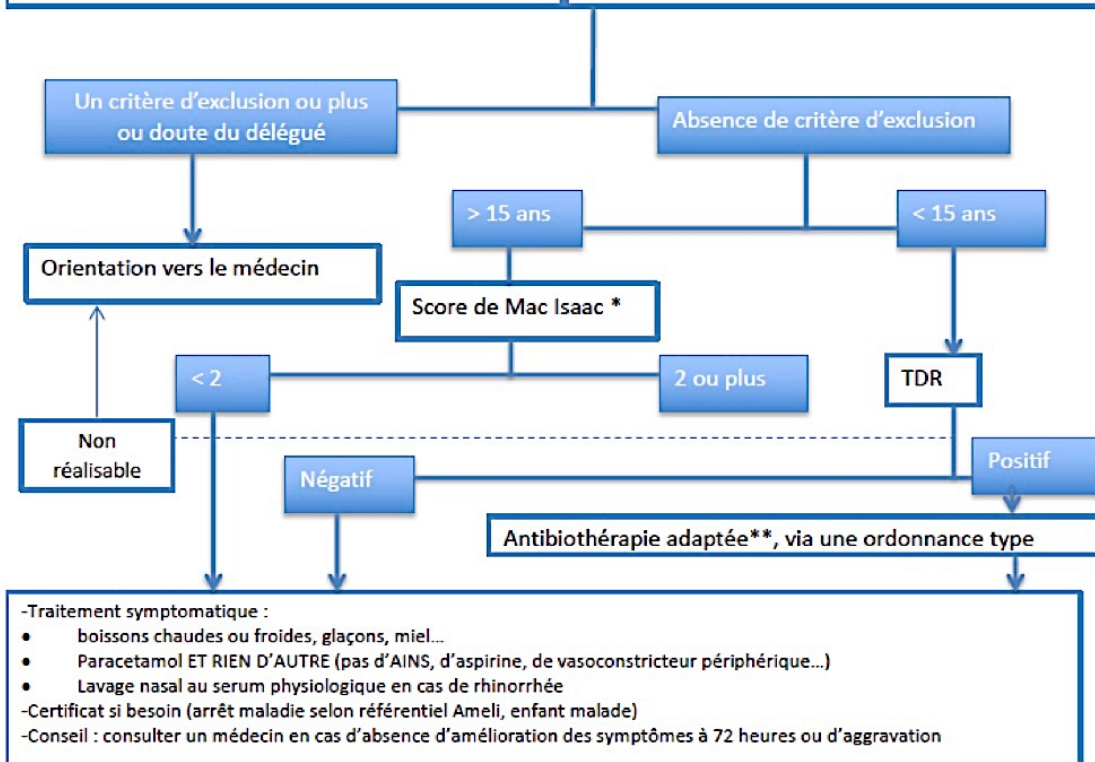 Un critère d'exclusion ou plus
ou doute du délégué
Absence de critère d'exclusion
> 15 ans
< 15 ans
Orientation vers le médecin
Score de Mac Isaac *
< 2
2 ou plus
TDR
Non
réalisable
Négatif
Positif
Antibiothérapie adaptée**, via une ordonnance type
-Traitement symptomatique :
• boissons chaudes ou froides, glaçons, miel...
• Paracetamol ET RIEN D'AUTRE (pas d'AINS, d'aspirine, de vasoconstricteur périphérique...)
• Lavage nasal au serum physiologique en cas de rhinorrhée
-Certificat si besoin (arrêt maladie selon référentiel Ameli, enfant malade)
-Conseil : consulter un médecin en cas d'absence d'amélioration des symptômes à 72 heures ou d'aggravation